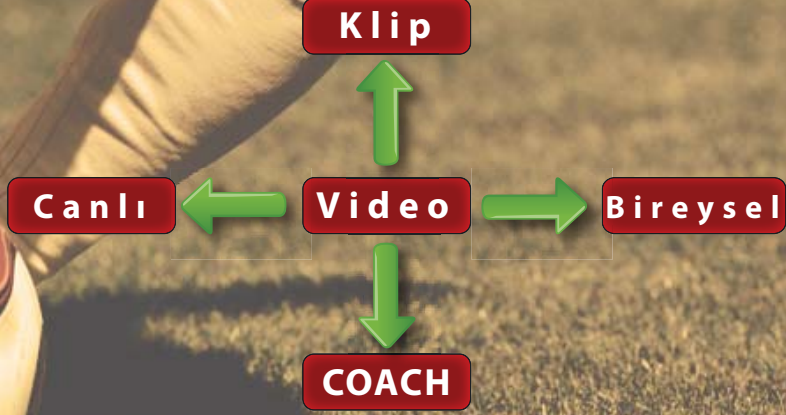 Klip
Canlı
Video
Bireysel
COACH